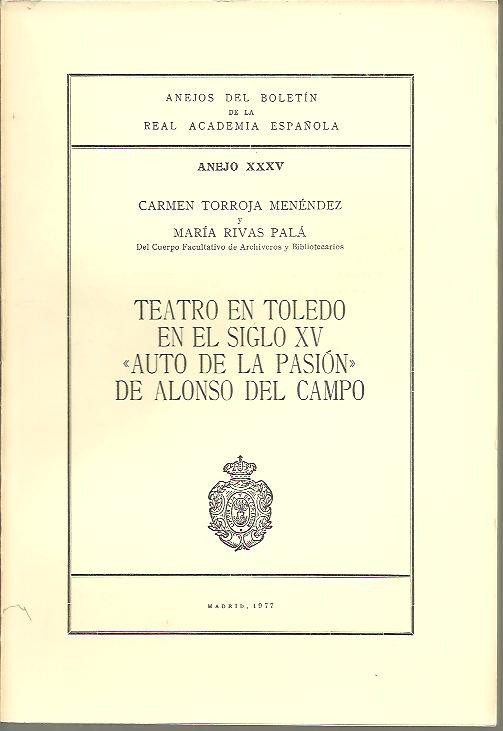 ANEJOS DEL BOLETÍN
DE LA
REAL ACADEMIA ESPAÑOLA
ANEJO XXXV
CARMEN TORROJA MENÉNDEZ
y
MARÍA RIVAS PALÁ
Del Cuerpo Facultativo de Archiveros y Bibliotecarios
TEATRO EN TOLEDO
EN EL SIGLO XV
«AUTO DE LA PASIÓN»
DE ALONSO DEL CAMPO
MADRID, 1977